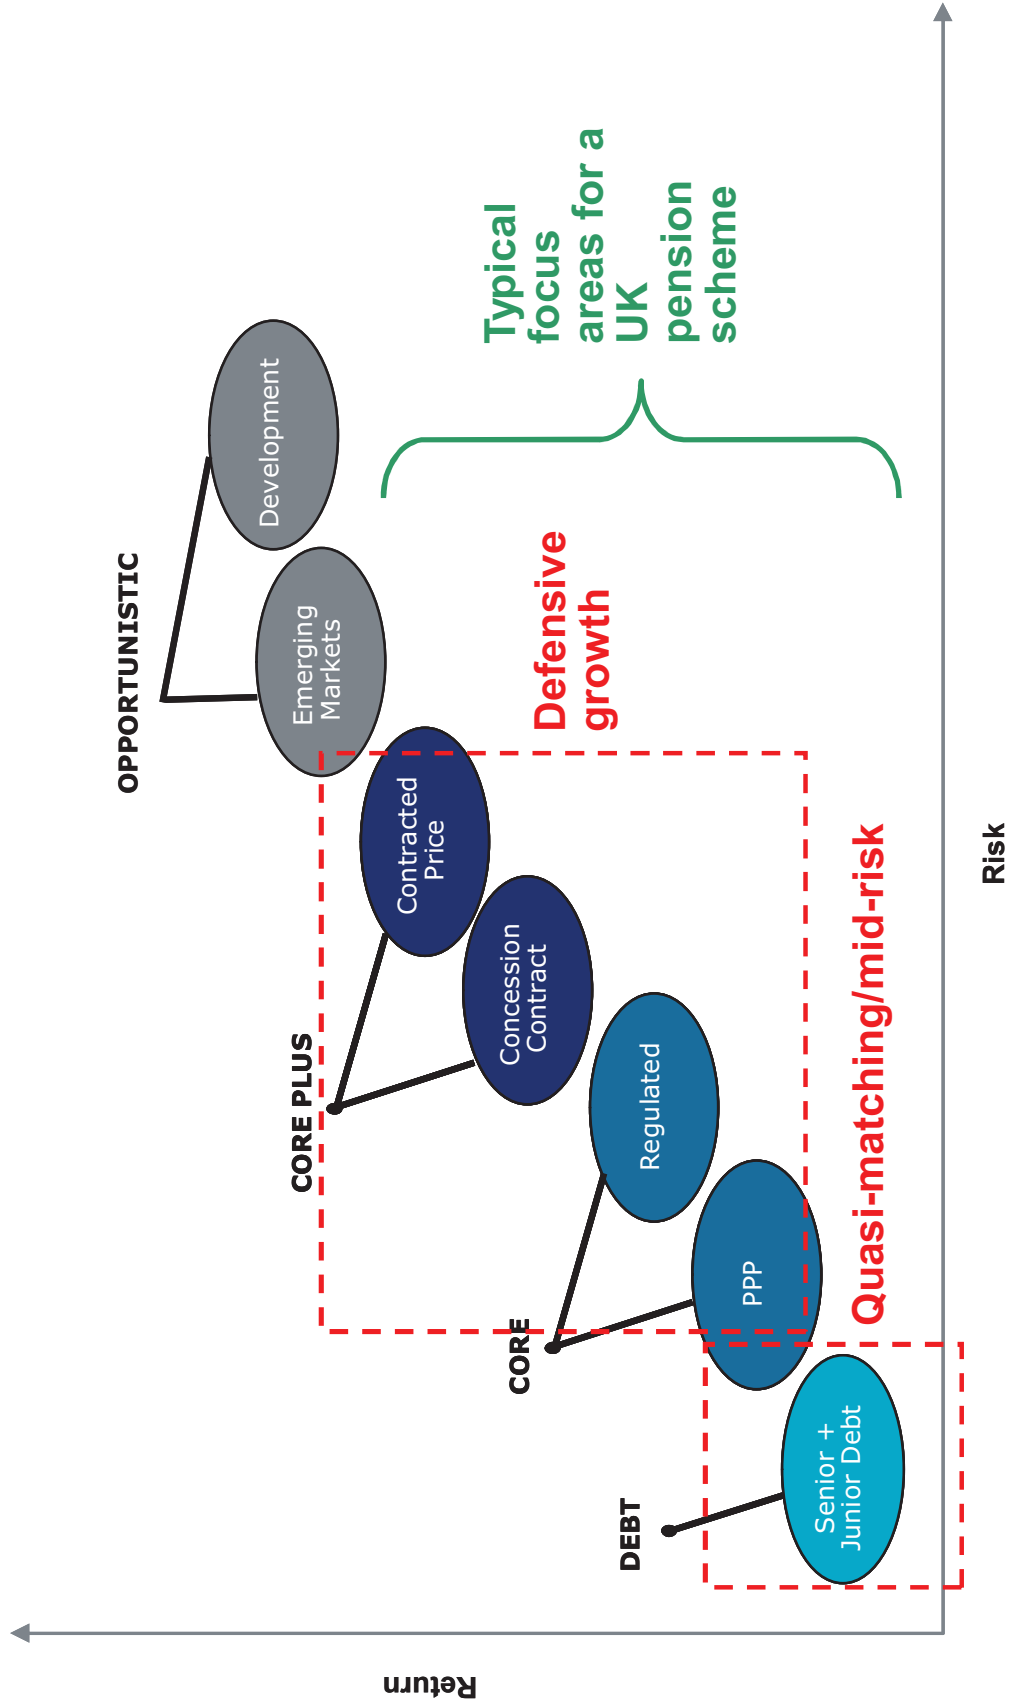 OPPORTUNISTIC
Development
Emerging
Markets
CORE PLUS
Contracted
Price
Concession
Contract
Typical
focus
areas for a
UK
pension
scheme
Defensive
growth
CORE
Regulated
PPP
DEBT
Senior +
Junior Debt
Quasi-matching/mid-risk
Return
Risk